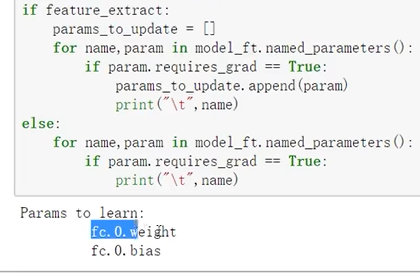 if feature_extract:
    params_to_update = []
    for name,param in model_ft.named_parameters():
        if param.requires_grad == True:
            params_to_update.append(param)
            print("\t",name)
else:
    for name,param in model_ft.named_parameters():
        if param.requires_grad == True:
            print("\t",name)
Params to learn:
fc.0.weight
fc.0.bias